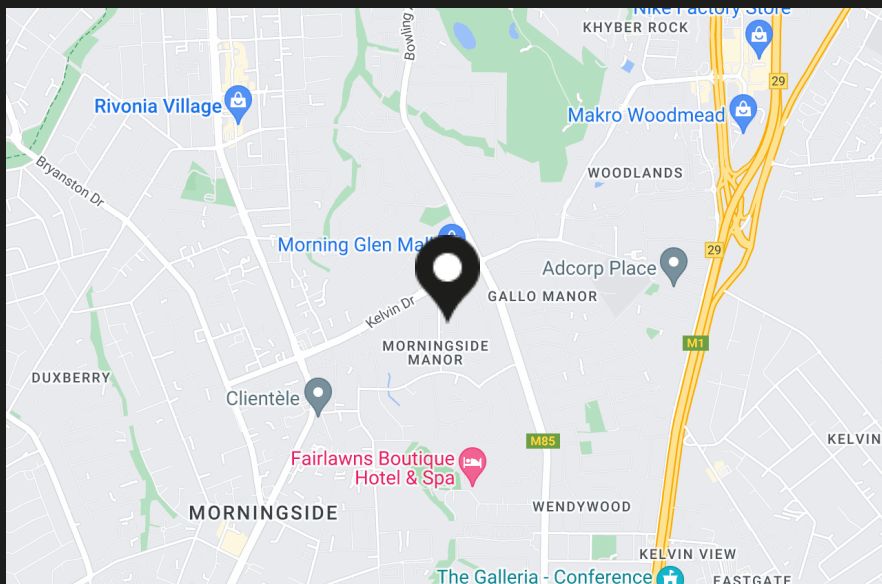 Nike Factory Store
KHYBER ROCK
Bowling
29
Rivonia Village
Makro Woodmead
Bryanston Dr
WOODLANDS
Morning Glen Mall
29
Adcorp Place
GALLO MANOR
Kelvin Dr
M1
MORNINGSIDE
MANOR
DUXBERRY
Clientèle
M85
KELVIN
Fairlawns Boutique
Hotel & Spa
WENDYWOOD
MORNINGSIDE
KELVIN VIEW
The Galleria - Conference
EASTGATE